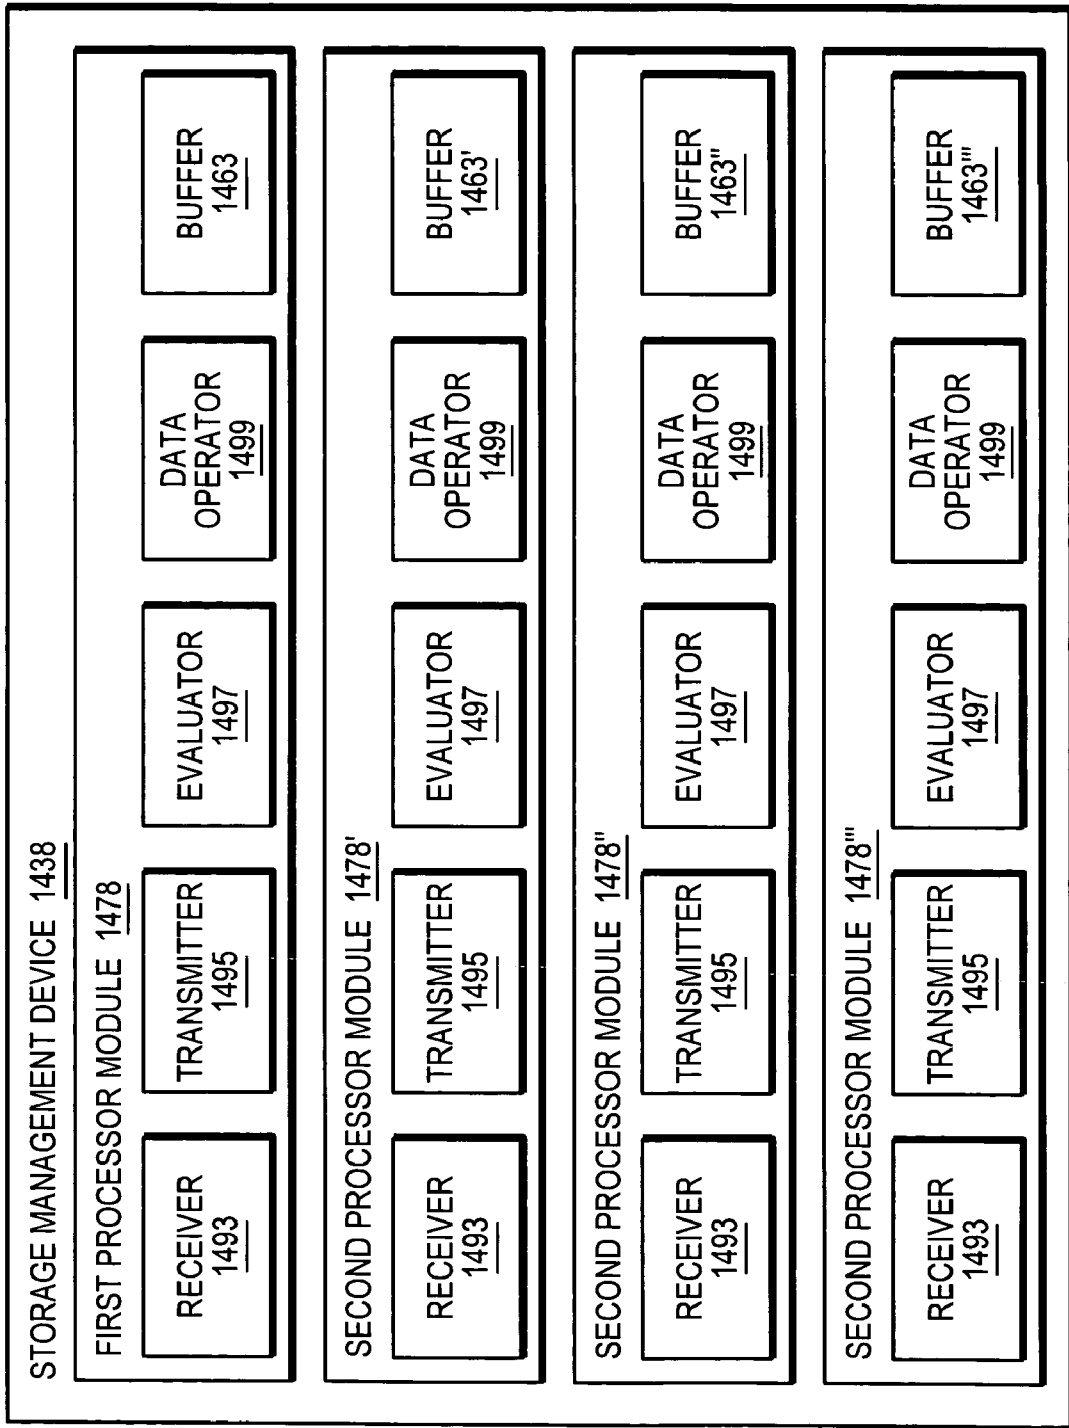 STORAGE MANAGEMENT DEVICE 1438
FIRST PROCESSOR MODULE 1478
RECEIVER
1493
TRANSMITTER
1495
EVALUATOR
1497
DATA
OPERATOR
1499
BUFFER
1463
SECOND PROCESSOR MODULE 1478'
RECEIVER
1493
TRANSMITTER
1495
EVALUATOR
1497
DATA
OPERATOR
1499
BUFFER
1463'
SECOND PROCESSOR MODULE 1478"
RECEIVER
1493
TRANSMITTER
1495
EVALUATOR
1497
DATA
OPERATOR
1499
BUFFER
1463"
SECOND PROCESSOR MODULE 1478'"
RECEIVER
1493
TRANSMITTER
1495
EVALUATOR
1497
DATA
OPERATOR
1499
BUFFER
1463'"